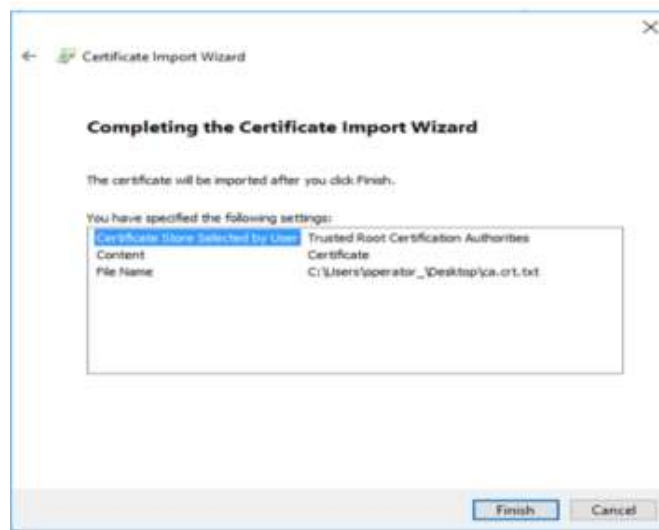 Certificate Import Wizard
Completing the Certificate Import Wizard
The certificate will be imported after you click Finish.
You have specified the following settings:
Certificate Store Selected by User Trusted Root Certification Authorities
Content Certificate
File Name C:\Users\operator_\Desktop\ca.crt.txt
Finish Cancel